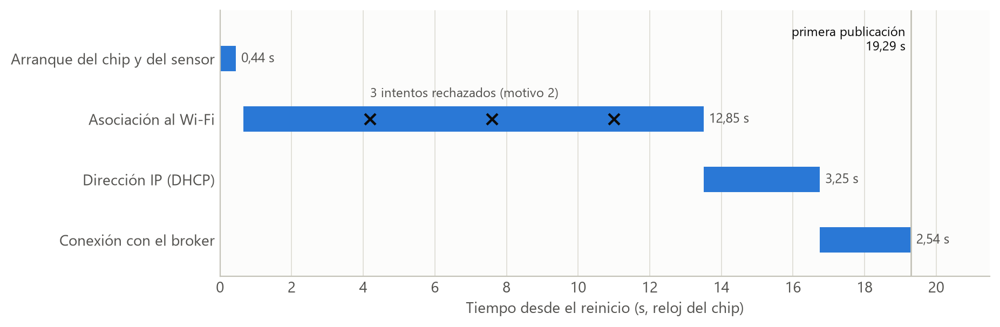 primera publicación
19,29 s
Arranque del chip y del sensor
0,44 s
3 intentos rechazados (motivo 2)
Asociación al Wi-Fi
12,85 s
Dirección IP (DHCP)
3,25 s
Conexión con el broker
2,54 s
0 2 4 6 8 10 12 14 16 18 20
Tiempo desde el reinicio (s, reloj del chip)